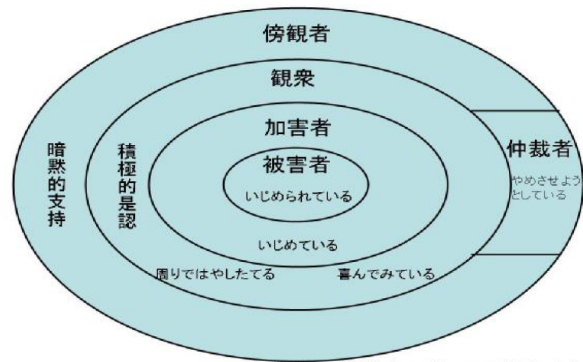 傍観者
観衆
加害者
被害者
いじめられている
いじめている
周りではやしたてる
喜んでみている
暗黙的支持
積極的是認
仲裁者
やめさせよう
としている